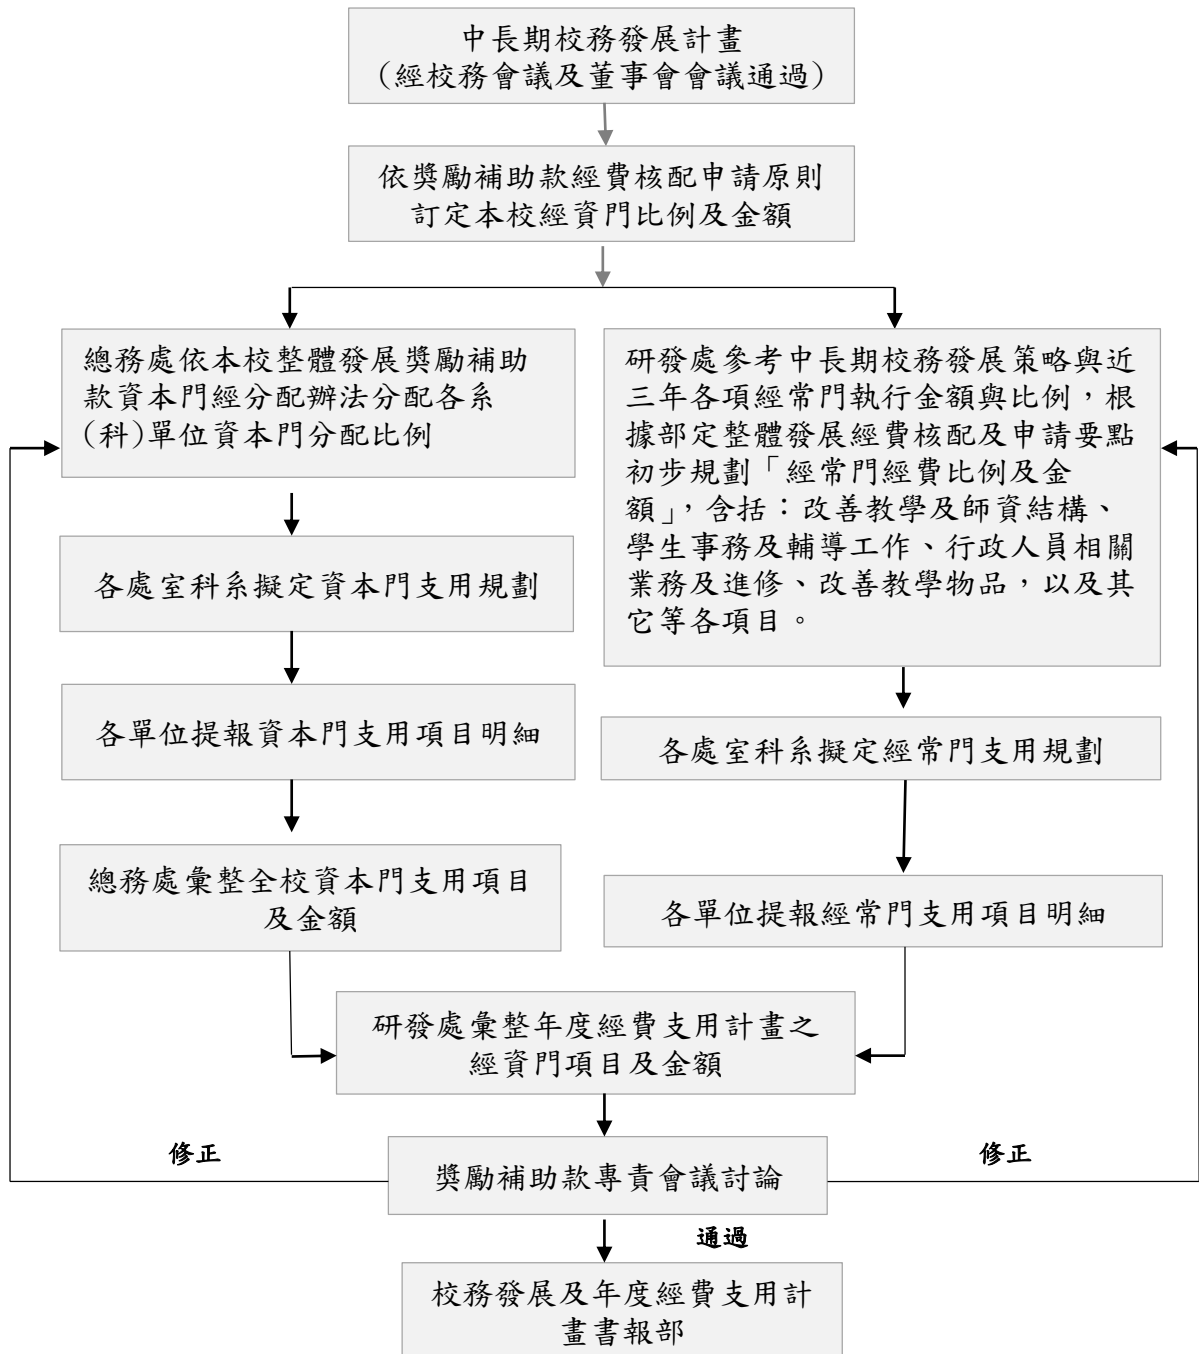 中長期校務發展計畫
(經校務會議及董事會會議通過)
依獎勵補助款經費核配申請原則
訂定本校經資門比例及金額
總務處依本校整體發展獎勵補助
款資本門經分配辦法分配各系
(科)單位資本門分配比例
各處室科系擬定資本門支用規劃
各單位提報資本門支用項目明細
總務處彙整全校資本門支用項目
及金額
研發處參考中長期校務發展策略與近
三年各項經常門執行金額與比例，根
據部定整體發展經費核配及申請要點
初步規劃「經常門經費比例及金
額」，含括：改善教學及師資結構、
學生事務及輔導工作、行政人員相關
業務及進修、改善教學物品，以及其
它等各項目。
各處室科系擬定經常門支用規劃
各單位提報經常門支用項目明細
研發處彙整年度經費支用計畫之
經資門項目及金額
修正
獎勵補助款專責會議討論
修正
通過
校務發展及年度經費支用計
畫書報部